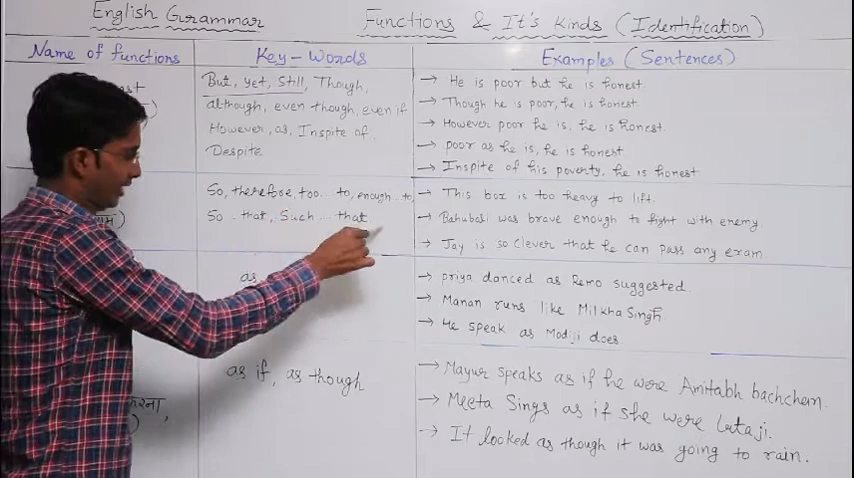 English Grammar
Functions & It's Kinds (Identification)
Name of functions
Key-Words
Examples (Sentences)
But, yet, Still, Though,
although, even though, even if
However, as, Inspite of,
Despite.
→ He is poor but he is honest.
→ Though he is poor, he is honest
→ However poor he is, he is honest.
→ poor as he is, he is honest
→ Inspite of his poverty, he is honest.
So, therefore, too... to, enough...to,
So...that, Such...that,
→ This box is too heavy to lift.
→ Bahubali was brave enough to fight with enemy.
→ Jay is so clever that he can pass any exam
as
→ priya danced as Remo suggested
→ Manan runs like Milkha Singh
→ He speak as Modiji does
as if, as though
→ Mayur speaks as if he were Amitabh bachchan.
→ Meeta Sings as if she were Lataji.
→ It looked as though it was going to rain.